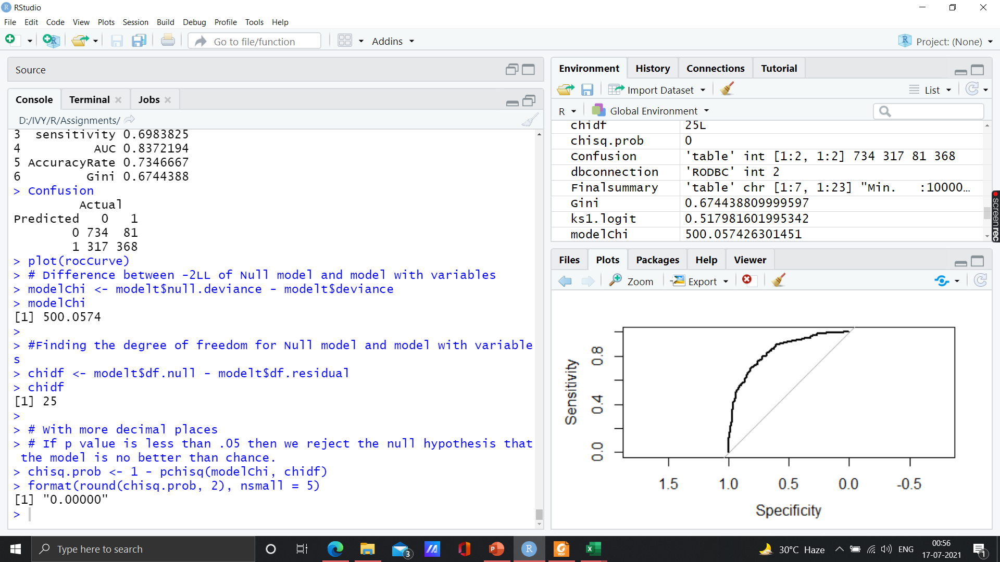 RStudio
File Edit Code View Plots Session Build Debug Profile Tools Help
Go to file/function
Addins
Project: (None)
Source
Console Terminal Jobs
D:/IVY/R/Assignments/
3  sensitivity 0.6983825
4          AUC 0.8372194
5 AccuracyRate 0.7346667
6         Gini 0.6744388
> Confusion
         Actual
Predicted   0   1
        0 734  81
        1 317 368
> plot(rocCurve)
> # Difference between -2LL of Null model and model with variables
> modelChi <- modelt$null.deviance - modelt$deviance
> modelChi
[1] 500.0574
>
> #Finding the degree of freedom for Null model and model with variable
s
> chidf <- modelt$df.null - modelt$df.residual
> chidf
[1] 25
>
> # With more decimal places
> # If p value is less than .05 then we reject the null hypothesis that
the model is no better than chance.
> chisq.prob <- 1 - pchisq(modelChi, chidf)
> format(round(chisq.prob, 2), nsmall = 5)
[1] "0.00000"
>
Environment History Connections Tutorial
Import Dataset
List
R
Global Environment
chidf 25L
chisq.prob 0
Confusion 'table' int [1:2, 1:2] 734 317 81 368
dbconnection 'RODBC' int 2
Finalsummary 'table' chr [1:7, 1:23] "Min.   :10000…
Gini 0.674438809999597
ks1.logit 0.517981601995342
modelChi 500.057426301451
screenrec
Files Plots Packages Help Viewer
Zoom
Export
Sensitivity
0.8
0.4
0.0
1.5 1.0 0.5 0.0 -0.5
Specificity
Type here to search
3
30°C Haze
ENG
00:56
17-07-2021
1